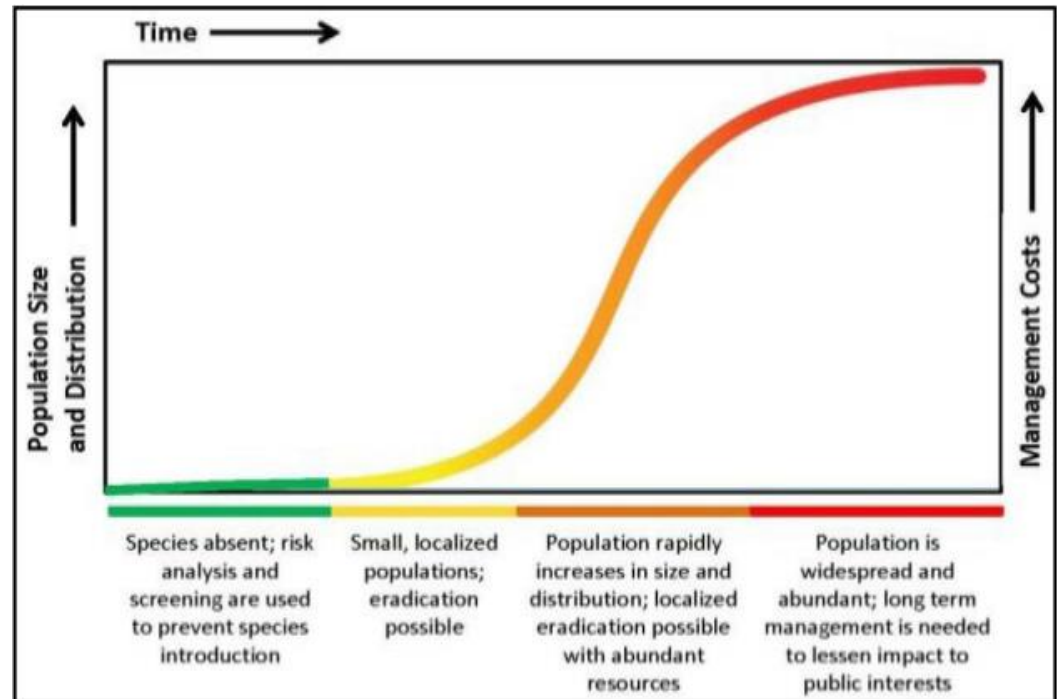 Time
Population Size
and Distribution
Management Costs
Species absent; risk
analysis and
screening are used
to prevent species
introduction
Small, localized
populations;
eradication
possible
Population rapidly
increases in size and
distribution; localized
eradication possible
with abundant
resources
Population is
widespread and
abundant; long term
management is needed
to lessen impact to
public interests